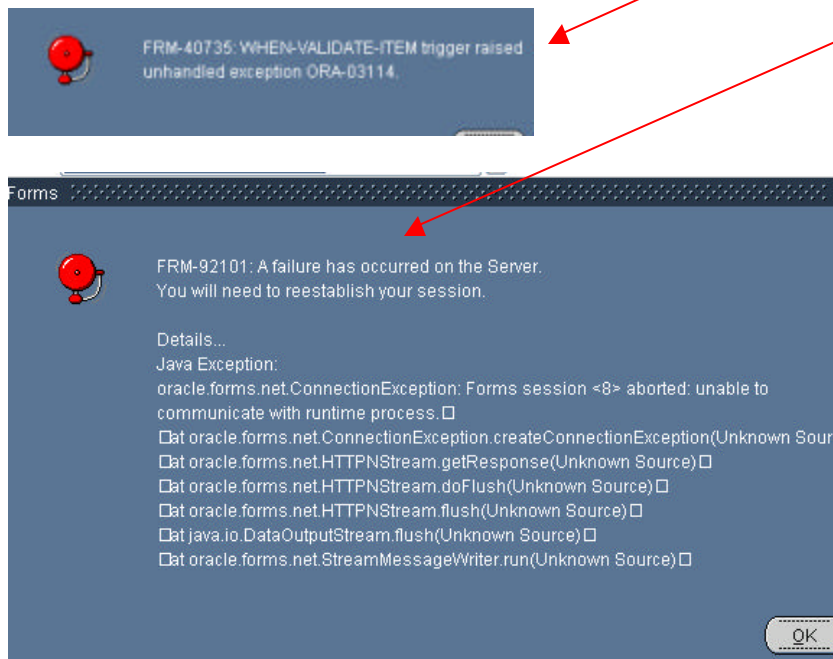 FRM-40735: WHEN-VALIDATE-ITEM trigger raised
unhandled exception ORA-03114.
Forms
FRM-92101: A failure has occurred on the Server.
You will need to reestablish your session.
Details...
Java Exception:
oracle.forms.net.ConnectionException: Forms session <8> aborted: unable to
communicate with runtime process.□
□at oracle.forms.net.ConnectionException.createConnectionException(Unknown Sour
□at oracle.forms.net.HTTPNStream.getResponse(Unknown Source)□
□at oracle.forms.net.HTTPNStream.doFlush(Unknown Source)□
□at oracle.forms.net.HTTPNStream.flush(Unknown Source)□
□at java.io.DataOutputStream.flush(Unknown Source)□
□at oracle.forms.net.StreamMessageWriter.run(Unknown Source)□
OK